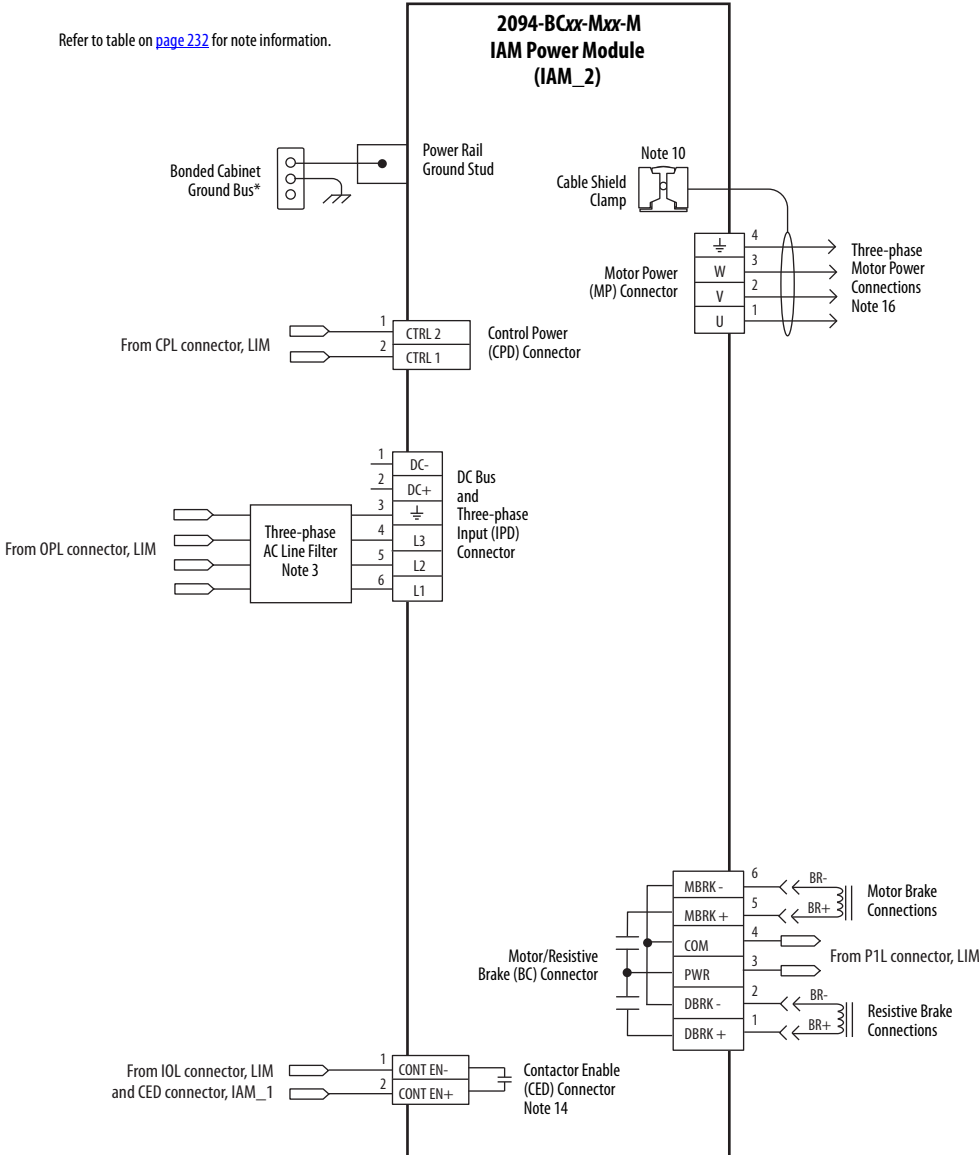 2094-BCxx-Mxx-M
IAM Power Module
(IAM_2)
Refer to table on page 232 for note information.
Bonded Cabinet
Ground Bus*
Power Rail
Ground Stud
Note 10
Cable Shield
Clamp
Motor Power
(MP) Connector
⏚
W
V
U
4
3
2
1
Three-phase
Motor Power
Connections
Note 16
From CPL connector, LIM
1
2
CTRL 2
CTRL 1
Control Power
(CPD) Connector
From OPL connector, LIM
Three-phase
AC Line Filter
Note 3
1
2
3
4
5
6
DC-
DC+
⏚
L3
L2
L1
DC Bus
and
Three-phase
Input (IPD)
Connector
Motor/Resistive
Brake (BC) Connector
MBRK -
MBRK +
COM
PWR
DBRK -
DBRK +
6
5
4
3
2
1
BR-
BR+
Motor Brake
Connections
From P1L connector, LIM
BR-
BR+
Resistive Brake
Connections
From IOL connector, LIM
and CED connector, IAM_1
1
2
CONT EN-
CONT EN+
Contactor Enable
(CED) Connector
Note 14